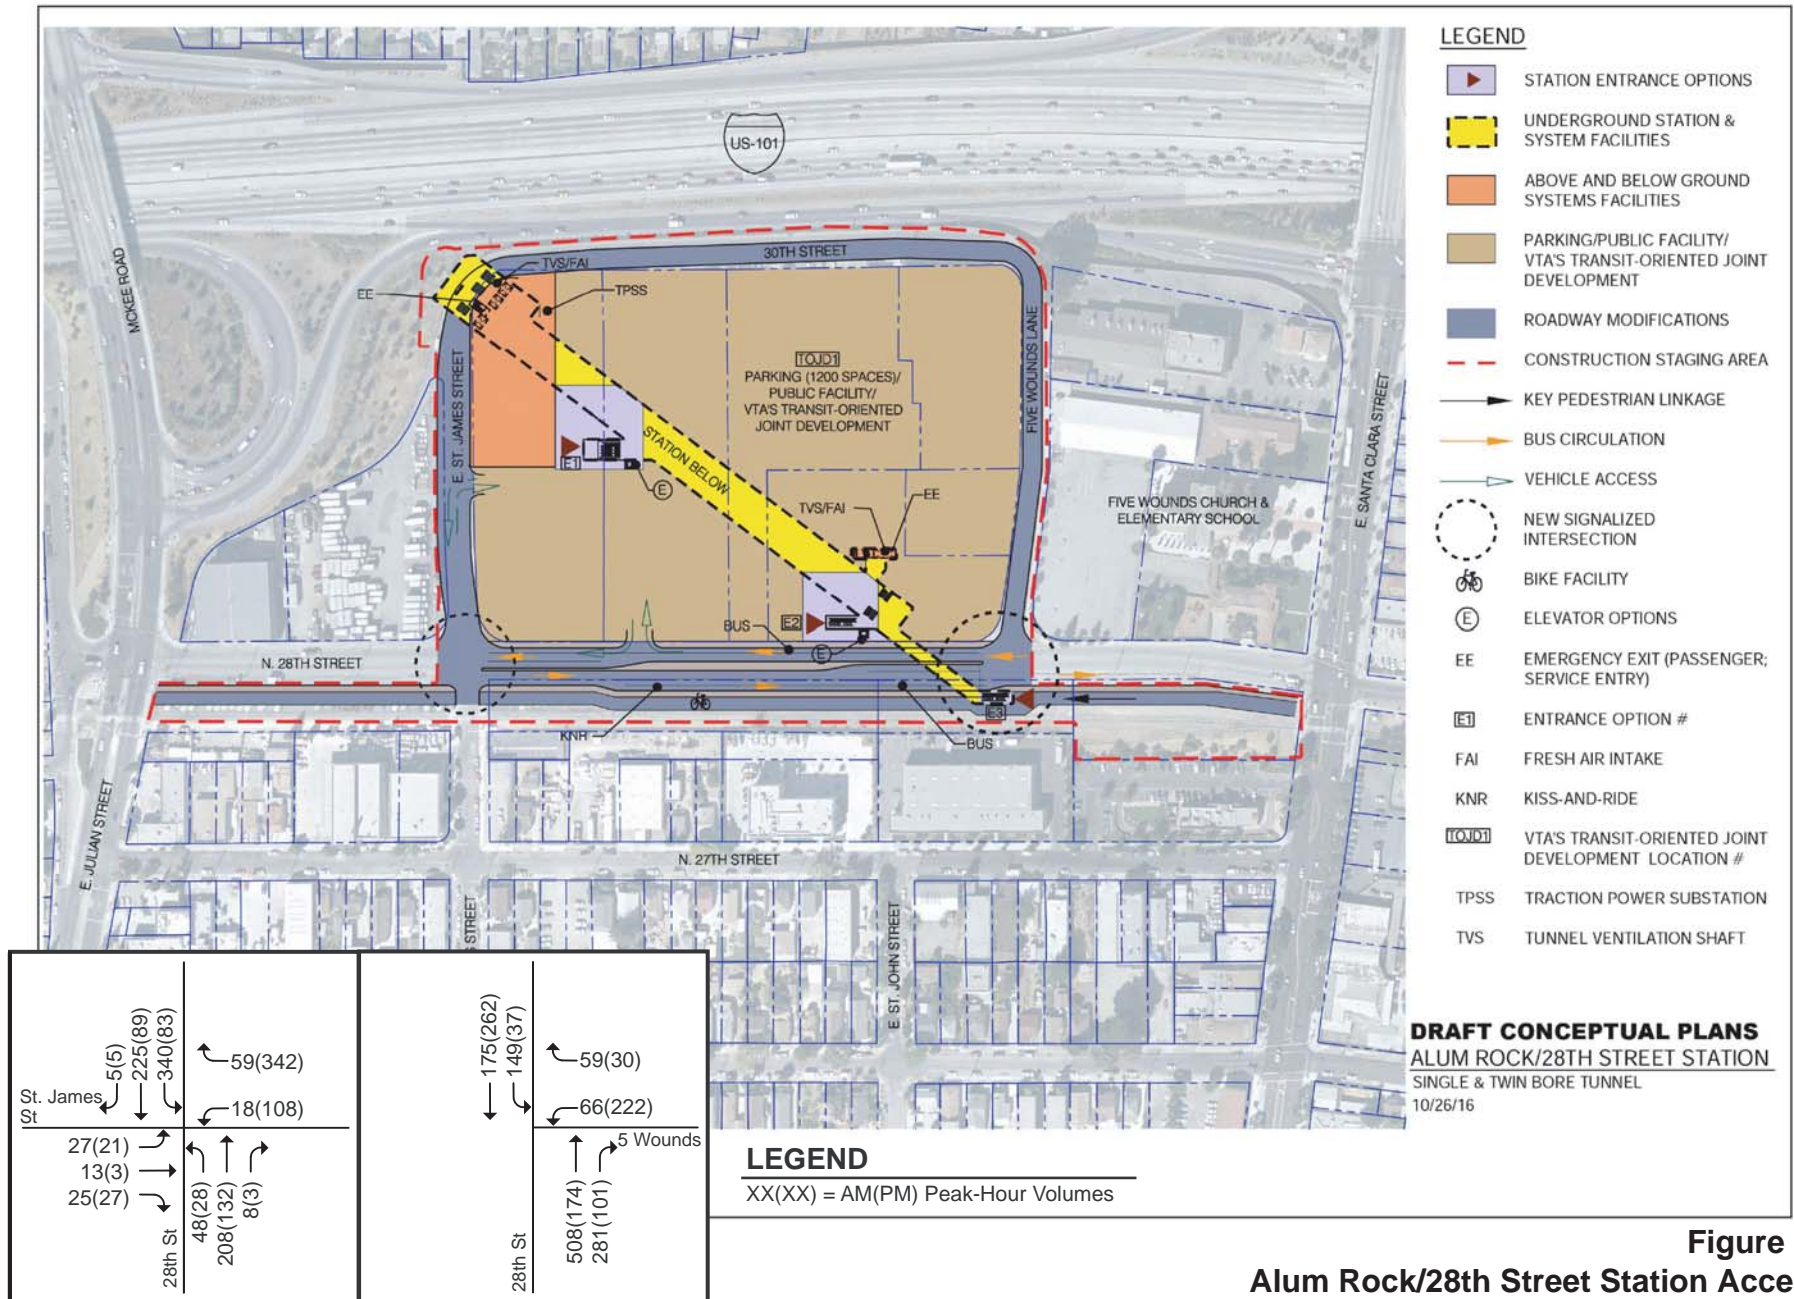 US-101
MCKEE ROAD
30TH STREET
TVS/FAI
EE
TPSS
E. ST. JAMES STREET
FIVE WOUNDS LANE
TOJD1
PARKING (1200 SPACES)/
PUBLIC FACILITY/
VTA'S TRANSIT-ORIENTED
JOINT DEVELOPMENT
E. SANTA CLARA STREET
E1
E
STATION BELOW
TVS/FAI
EE
FIVE WOUNDS CHURCH &
ELEMENTARY SCHOOL
E2
BUS
E
N. 28TH STREET
E3
KNR
BUS
E. JULIAN STREET
N. 27TH STREET
S STREET
E. ST. JOHN STREET
LEGEND
STATION ENTRANCE OPTIONS
UNDERGROUND STATION &
SYSTEM FACILITIES
ABOVE AND BELOW GROUND
SYSTEMS FACILITIES
PARKING/PUBLIC FACILITY/
VTA'S TRANSIT-ORIENTED JOINT
DEVELOPMENT
ROADWAY MODIFICATIONS
CONSTRUCTION STAGING AREA
KEY PEDESTRIAN LINKAGE
BUS CIRCULATION
VEHICLE ACCESS
NEW SIGNALIZED
INTERSECTION
BIKE FACILITY
E ELEVATOR OPTIONS
EE EMERGENCY EXIT (PASSENGER;
SERVICE ENTRY)
E1 ENTRANCE OPTION #
FAI FRESH AIR INTAKE
KNR KISS-AND-RIDE
TOJD1 VTA'S TRANSIT-ORIENTED JOINT
DEVELOPMENT LOCATION #
TPSS TRACTION POWER SUBSTATION
TVS TUNNEL VENTILATION SHAFT
DRAFT CONCEPTUAL PLANS
ALUM ROCK/28TH STREET STATION
SINGLE & TWIN BORE TUNNEL
10/26/16
5(5)
225(89)
340(83)
59(342)
18(108)
St. James
St
27(21)
13(3)
25(27)
48(28)
208(132)
8(3)
28th St
175(262)
149(37)
59(30)
66(222)
5 Wounds
508(174)
281(101)
28th St
LEGEND
XX(XX) = AM(PM) Peak-Hour Volumes
Figure
Alum Rock/28th Street Station Acce